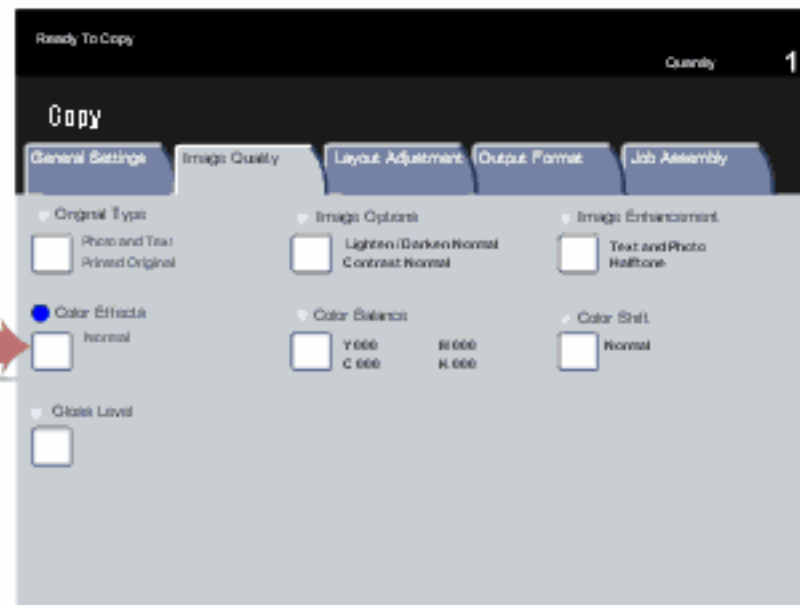 Ready To Copy
Quantity 1
Copy
General Settings
Image Quality
Layout Adjustment
Output Format
Job Assembly
Original Type
Photo and Text
Printed Original
Image Options
Lighten/Darken Normal
Contrast Normal
Image Enhancement
Text and Photo
Halftone
Color Effects
Normal
Color Balance
Y 000 M 000
C 000 K 000
Color Shift
Normal
Gloss Level